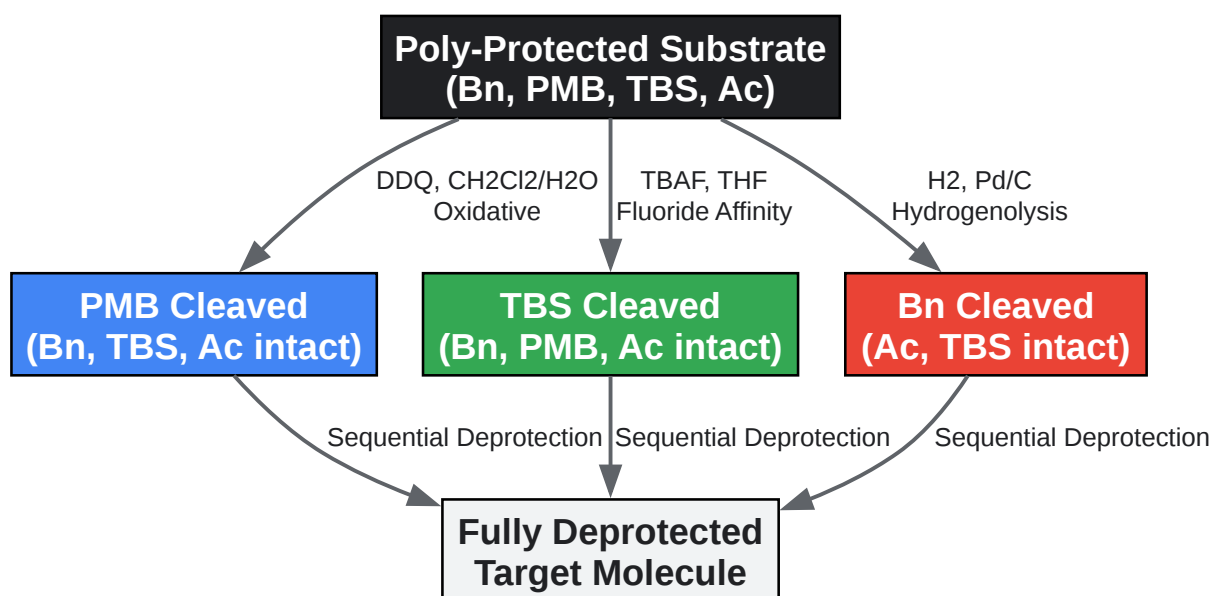 Poly-Protected Substrate
(Bn, PMB, TBS, Ac)
DDQ, CH2Cl2/H2O
Oxidative
TBAF, THF
Fluoride Affinity
H2, Pd/C
Hydrogenolysis
PMB Cleaved
(Bn, TBS, Ac intact)
TBS Cleaved
(Bn, PMB, Ac intact)
Bn Cleaved
(Ac, TBS intact)
Sequential Deprotection
Sequential Deprotection
Sequential Deprotection
Fully Deprotected
Target Molecule